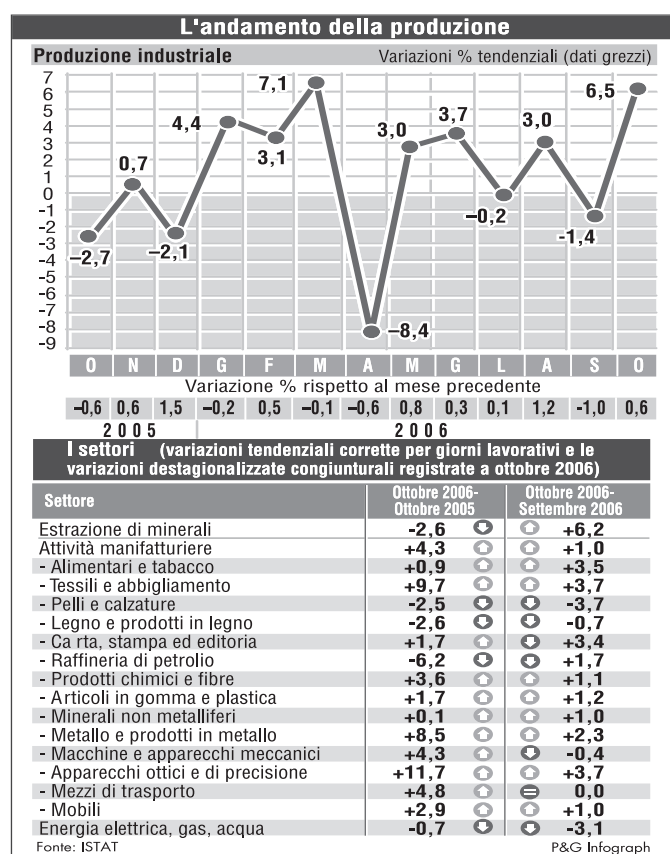 L'andamento della produzione
Produzione industriale Variazioni % tendenziali (dati grezzi)
7
6
5
4
3
2
1
0
-1
-2
-3
-4
-5
-6
-7
-8
-9
–2,7
0,7
–2,1
4,4
3,1
7,1
–8,4
3,0
3,7
–0,2
3,0
-1,4
6,5
O N D G F M A M G L A S O
Variazione % rispetto al mese precedente
–0,6 0,6 1,5 –0,2 0,5 –0,1 –0,6 0,8 0,3 0,1 1,2 -1,0 0,6
2005 2006
I settori (variazioni tendenziali corrette per giorni lavorativi e le
variazioni destagionalizzate congiunturali registrate a ottobre 2006)
Settore Ottobre 2006- Ottobre 2005 Ottobre 2006- Settembre 2006
Estrazione di minerali -2,6 +6,2
Attività manifatturiere +4,3 +1,0
- Alimentari e tabacco +0,9 +3,5
- Tessili e abbigliamento +9,7 +3,7
- Pelli e calzature -2,5 -3,7
- Legno e prodotti in legno -2,6 -0,7
- Ca rta, stampa ed editoria +1,7 +3,4
- Raffineria di petrolio -6,2 +1,7
- Prodotti chimici e fibre +3,6 +1,1
- Articoli in gomma e plastica +1,7 +1,2
- Minerali non metalliferi +0,1 +1,0
- Metallo e prodotti in metallo +8,5 +2,3
- Macchine e apparecchi meccanici +4,3 -0,4
- Apparecchi ottici e di precisione +11,7 +3,7
- Mezzi di trasporto +4,8 0,0
- Mobili +2,9 +1,0
Energia elettrica, gas, acqua -0,7 -3,1
Fonte: ISTAT P&G Infograph